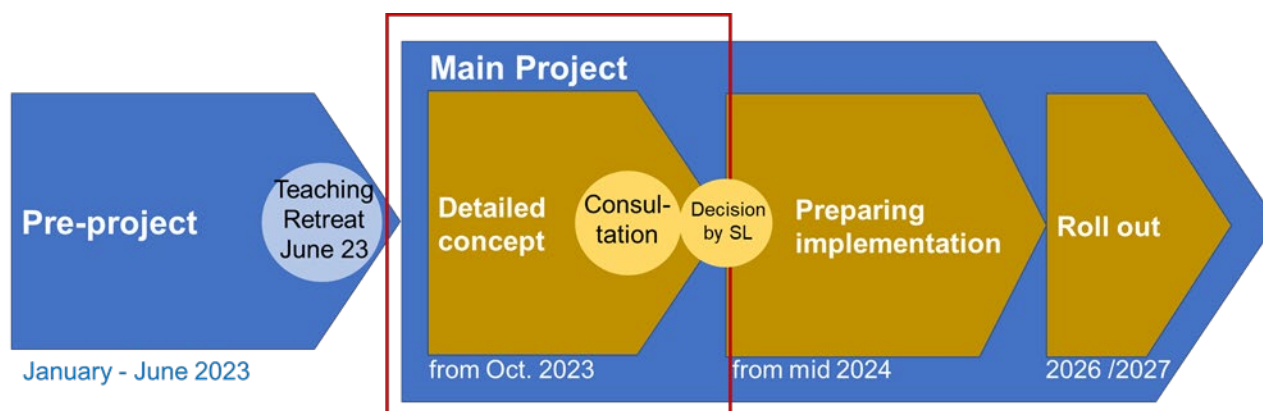 Main Project
Pre-project
Teaching
Retreat
June 23
Detailed
concept
Consul-
tation
Decision
by SL
Preparing
implementation
Roll out
January - June 2023
from Oct. 2023
from mid 2024
2026 /2027